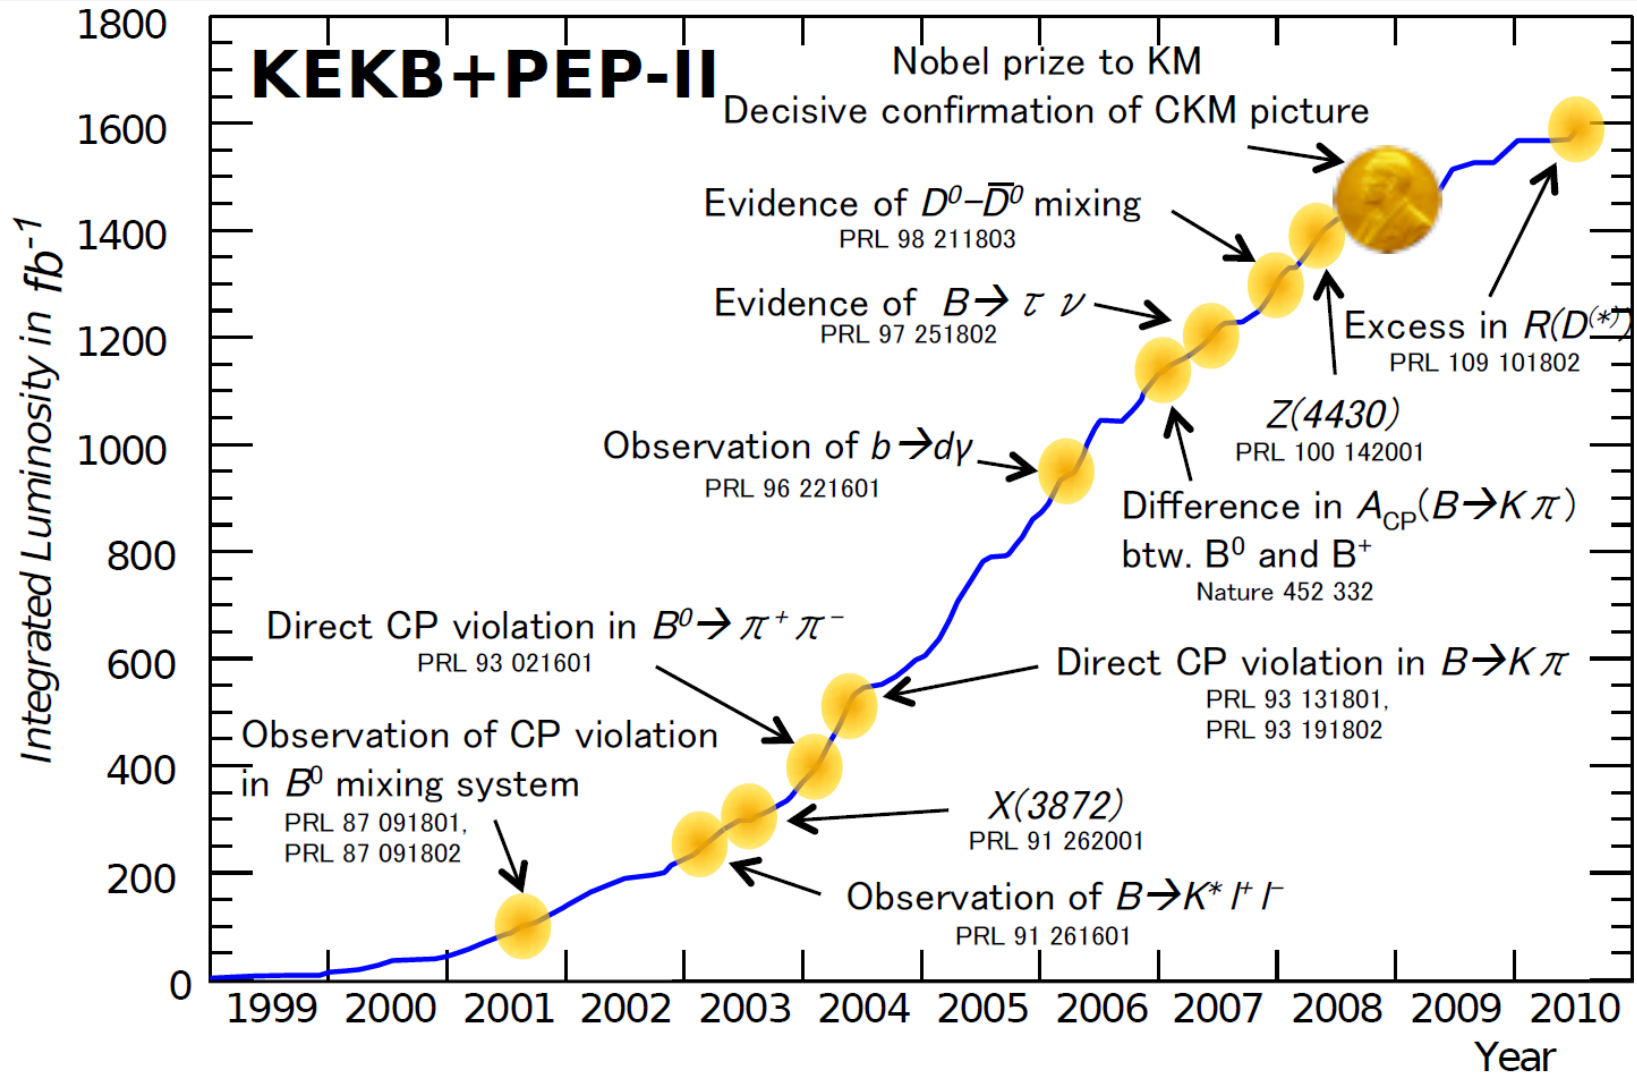 KEKB+PEP-II
Nobel prize to KM
Decisive confirmation of CKM picture
Evidence of D⁰–D̅⁰ mixing
PRL 98 211803
Evidence of B→ τ ν
PRL 97 251802
Excess in R(D⁽*⁾)
PRL 109 101802
Z(4430)
PRL 100 142001
Observation of b→dγ
PRL 96 221601
Difference in A_CP(B→Kπ)
btw. B⁰ and B⁺
Nature 452 332
Direct CP violation in B⁰→ π⁺ π⁻
PRL 93 021601
Direct CP violation in B→Kπ
PRL 93 131801,
PRL 93 191802
Observation of CP violation
in B⁰ mixing system
PRL 87 091801,
PRL 87 091802
X(3872)
PRL 91 262001
Observation of B→K* l⁺ l⁻
PRL 91 261601
Integrated Luminosity in fb⁻¹
1800
1600
1400
1200
1000
800
600
400
200
0
1999 2000 2001 2002 2003 2004 2005 2006 2007 2008 2009 2010
Year